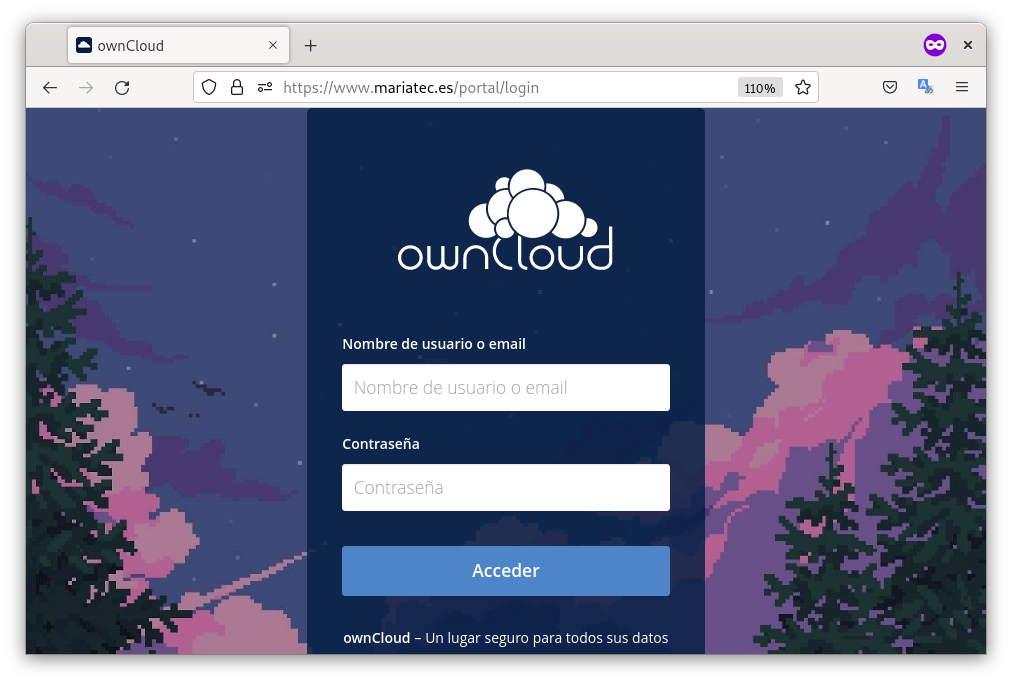 ownCloud
https://www.mariatec.es/portal/login
110%
ownCloud
Nombre de usuario o email
Nombre de usuario o email
Contraseña
Contraseña
Acceder
ownCloud – Un lugar seguro para todos sus datos